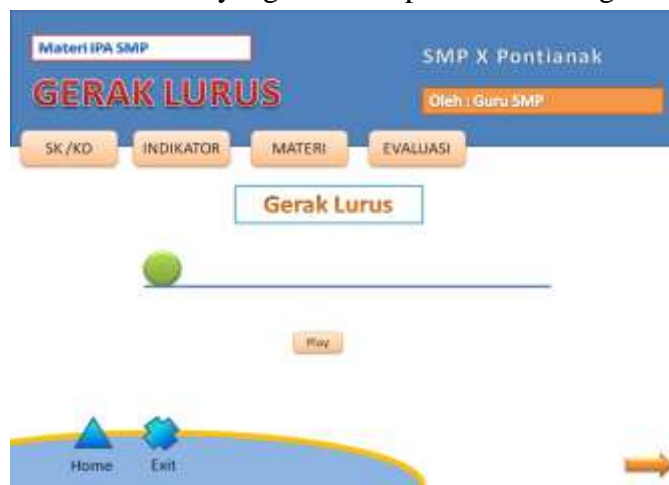 Materi IPA SMP
SMP X Pontianak
GERAK LURUS
Oleh : Guru SMP
SK /KD
INDIKATOR
MATERI
EVALUASI
Gerak Lurus
Play
Home
Exit